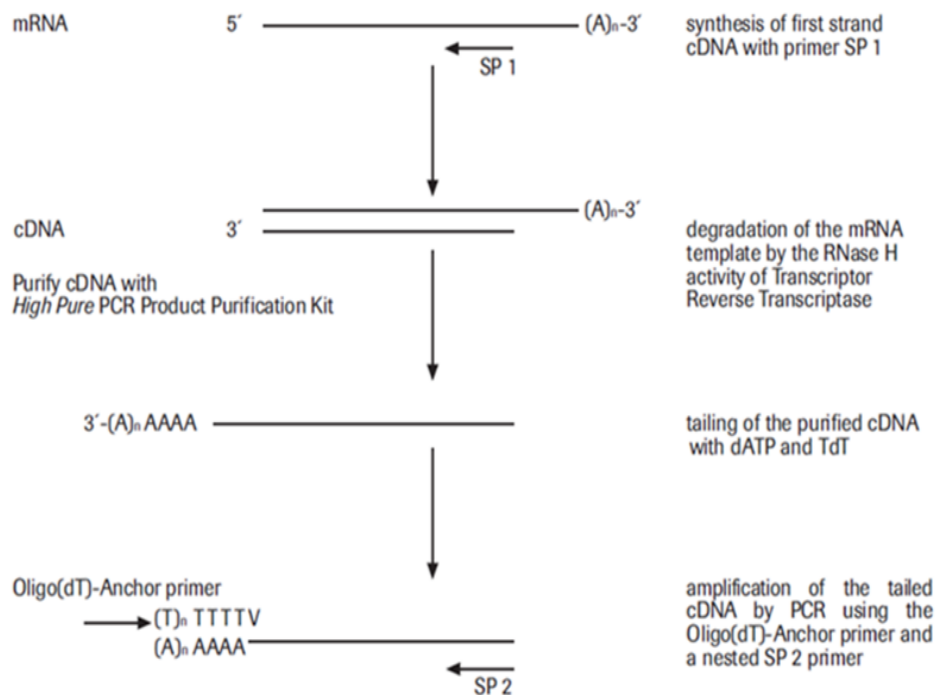 mRNA 5´ (A)n-3´ synthesis of first strand
cDNA with primer SP 1
SP 1
(A)n-3´
cDNA 3´ degradation of the mRNA
template by the RNase H
activity of Transcriptor
Reverse Transcriptase
Purify cDNA with
High Pure PCR Product Purification Kit
3´-(A)n AAAA tailing of the purified cDNA
with dATP and TdT
Oligo(dT)-Anchor primer amplification of the tailed
cDNA by PCR using the
Oligo(dT)-Anchor primer and
a nested SP 2 primer
(T)n TTTTV
(A)n AAAA
SP 2